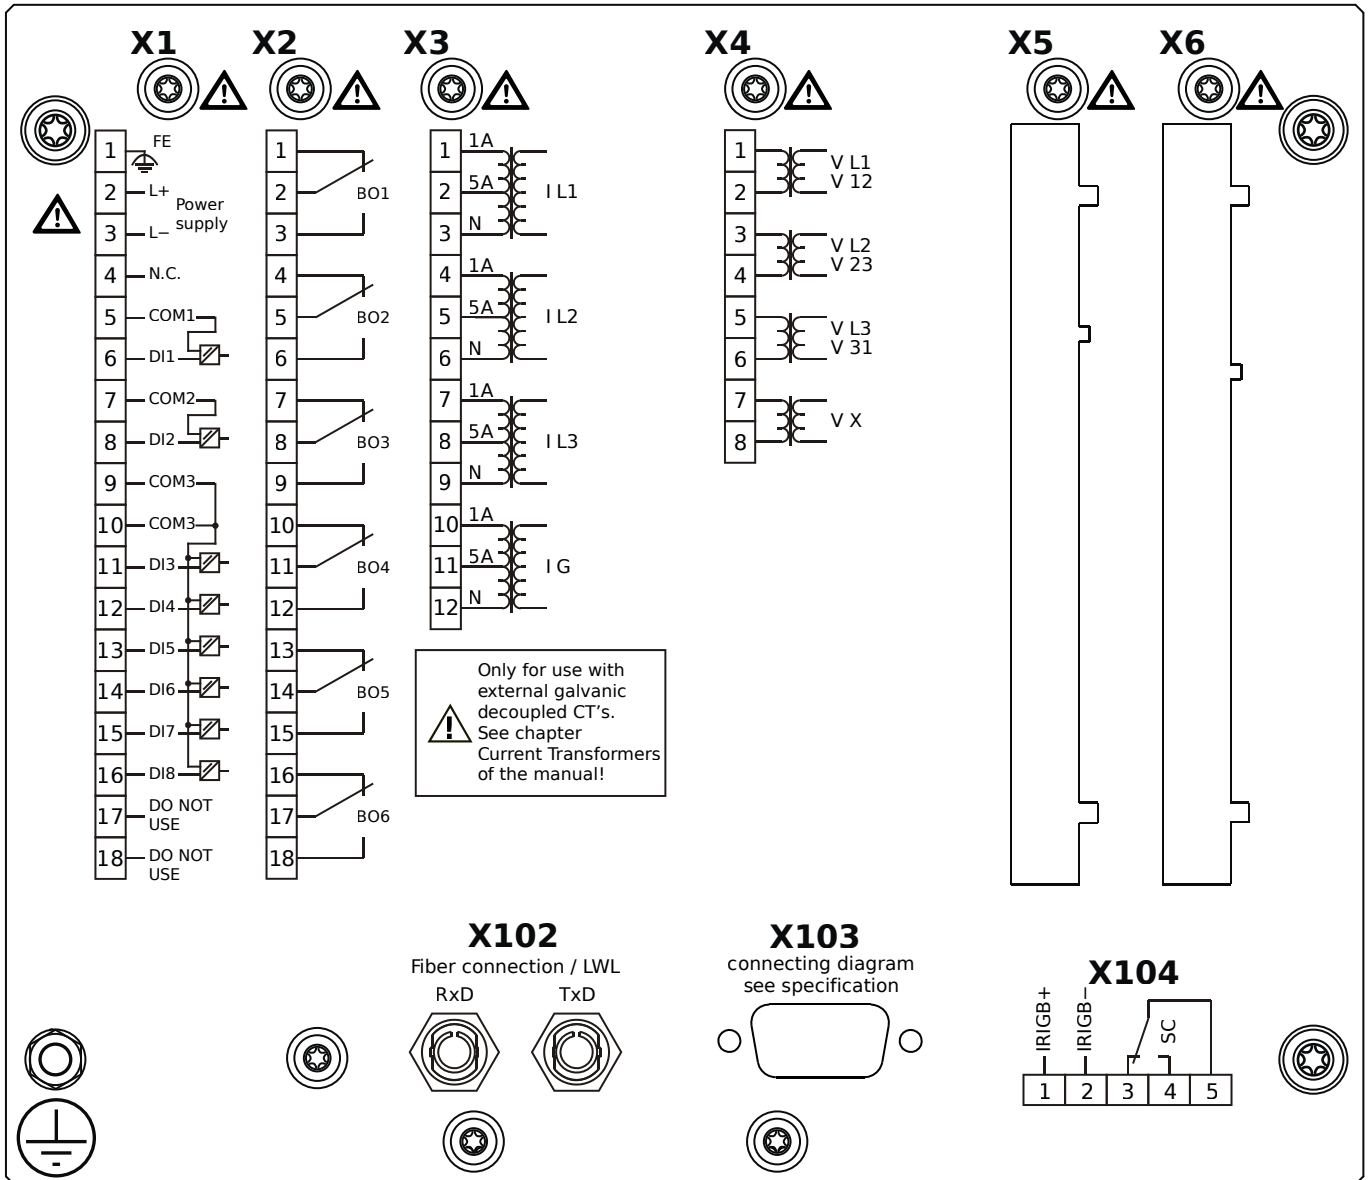 X1
X2
X3
X4
X5
X6
1 FE
2 L+
Power
supply
3 L−
4 N.C.
5 COM1
6 DI1
7 COM2
8 DI2
9 COM3
10 COM3
11 DI3
12 DI4
13 DI5
14 DI6
15 DI7
16 DI8
17 DO NOT
USE
18 DO NOT
USE
1
2 BO1
3
4
5 BO2
6
7
8 BO3
9
10
11 BO4
12
13
14 BO5
15
16
17 BO6
18
1 1A
2 5A I L1
3 N
4 1A
5 5A I L2
6 N
7 1A
8 5A I L3
9 N
10 1A
11 5A I G
12 N
Only for use with
external galvanic
decoupled CT's.
See chapter
Current Transformers
of the manual!
1 V L1
2 V 12
3 V L2
4 V 23
5 V L3
6 V 31
7 V X
8
X102
Fiber connection / LWL
RxD TxD
X103
connecting diagram
see specification
X104
IRIGB+ IRIGB− SC
1 2 3 4 5